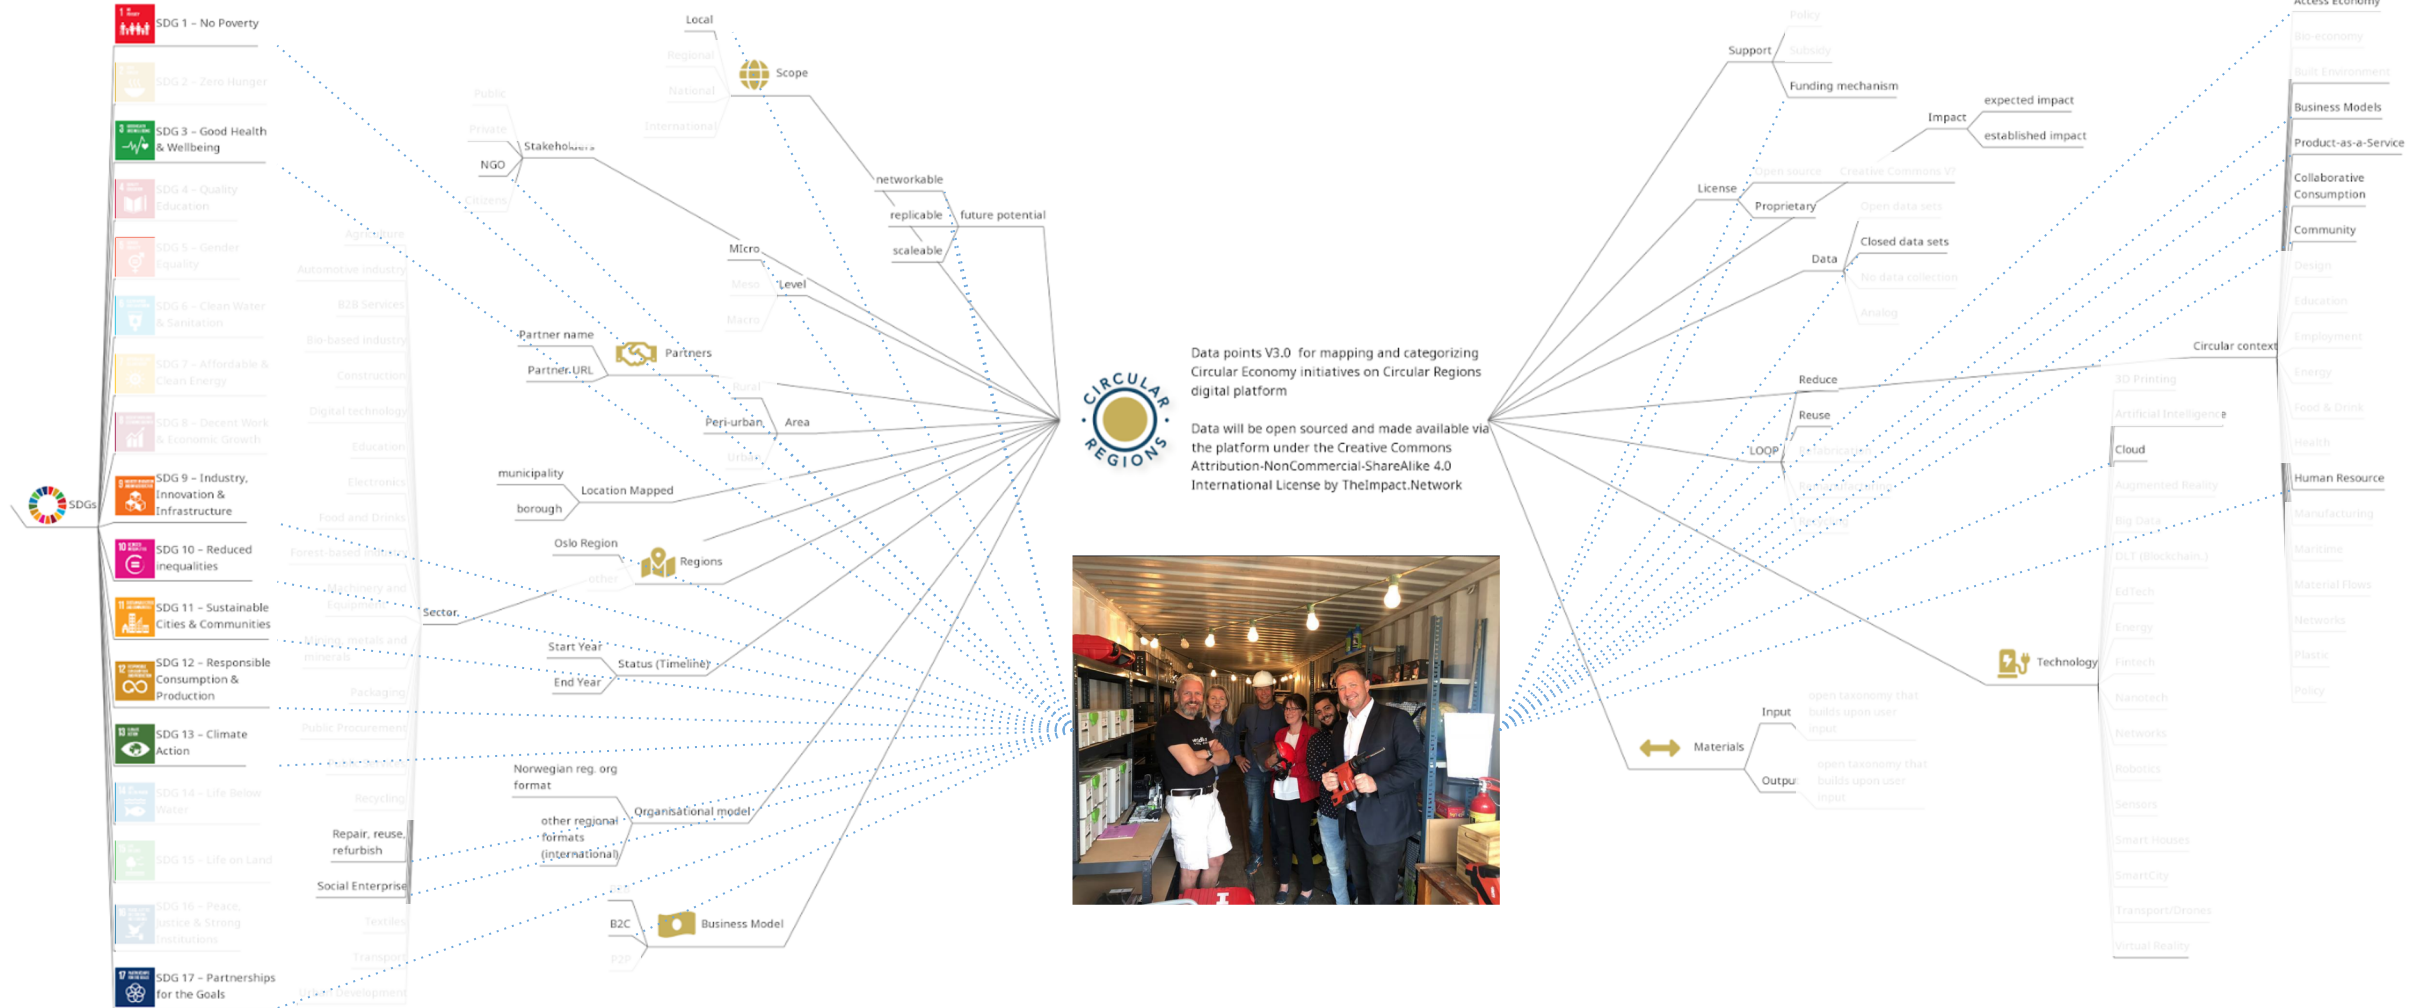 SDGs
SDG 1 – No Poverty
SDG 2 – Zero Hunger
SDG 3 – Good Health
& Wellbeing
SDG 4 – Quality
Education
SDG 5 – Gender
Equality
SDG 6 – Clean Water
& Sanitation
SDG 7 – Affordable &
Clean Energy
SDG 8 – Decent Work
& Economic Growth
SDG 9 – Industry,
Innovation &
Infrastructure
SDG 10 – Reduced
inequalities
SDG 11 – Sustainable
Cities & Communities
SDG 12 – Responsible
Consumption &
Production
SDG 13 – Climate
Action
SDG 14 – Life Below
Water
SDG 15 – Life on Land
SDG 16 – Peace,
Justice & Strong
Institutions
SDG 17 – Partnerships
for the Goals
Agriculture
Automotive industry
B2B Services
Bio-based industry
Construction
Digital technology
Education
Electronics
Food and Drinks
Forest-based industry
Machinery and
Equipment
Mining, metals and
minerals
Packaging
Public Procurement
Recycling
Repair, reuse,
refurbish
Social Enterprise
Textiles
Transport
Urban Development
Sector
Local
Regional
National
International
Scope
Public
Private
NGO
Citizens
Stakeholders
networkable
replicable
scaleable
future potential
MIcro
Meso
Macro
Level
Partner name
Partner URL
Partners
Rural
Peri-urban
Urban
Area
municipality
borough
Location Mapped
Oslo Region
other
Regions
Start Year
End Year
Status (Timeline)
Norwegian reg. org
format
other regional
formats
(international)
Organisational model
B2C
P2P
Business Model
CIRCULAR
REGIONS
Data points V3.0 for mapping and categorizing
Circular Economy initiatives on Circular Regions
digital platform
Data will be open sourced and made available via
the platform under the Creative Commons
Attribution-NonCommercial-ShareAlike 4.0
International License by TheImpact.Network
Support
Policy
Subsidy
Funding mechanism
Impact
expected impact
established impact
License
Open source
Creative Commons V?
Proprietary
Data
Open data sets
Closed data sets
No data collection
Analog
LOOP
Reduce
Reuse
Recycling
Materials
Input
open taxonomy that
builds upon user
input
Output
open taxonomy that
builds upon user
input
Technology
3D Printing
Artificial Intelligence
Cloud
Augmented Reality
Big Data
DLT (Blockchain..)
EdTech
Energy
Fintech
Nanotech
Networks
Robotics
Sensors
Smart Houses
SmartCity
Transport/Drones
Virtual Reality
Circular context
Access Economy
Bio-economy
Built Environment
Business Models
Product-as-a-Service
Collaborative
Consumption
Community
Design
Education
Employment
Energy
Food & Drink
Health
Human Resource
Manufacturing
Maritime
Material Flows
Networks
Plastic
Policy